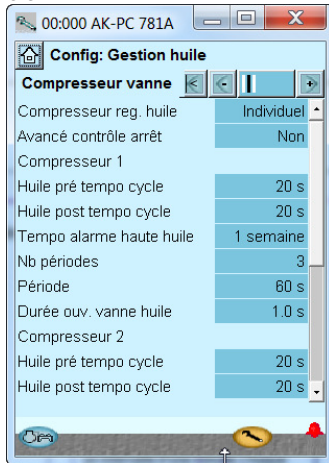 00:000 AK-PC 781A
Config: Gestion huile
Compresseur vanne
Compresseur reg. huile Individuel
Avancé contrôle arrêt Non
Compresseur 1
Huile pré tempo cycle 20 s
Huile post tempo cycle 20 s
Tempo alarme haute huile 1 semaine
Nb périodes 3
Période 60 s
Durée ouv. vanne huile 1.0 s
Compresseur 2
Huile pré tempo cycle 20 s
Huile post tempo cycle 20 s